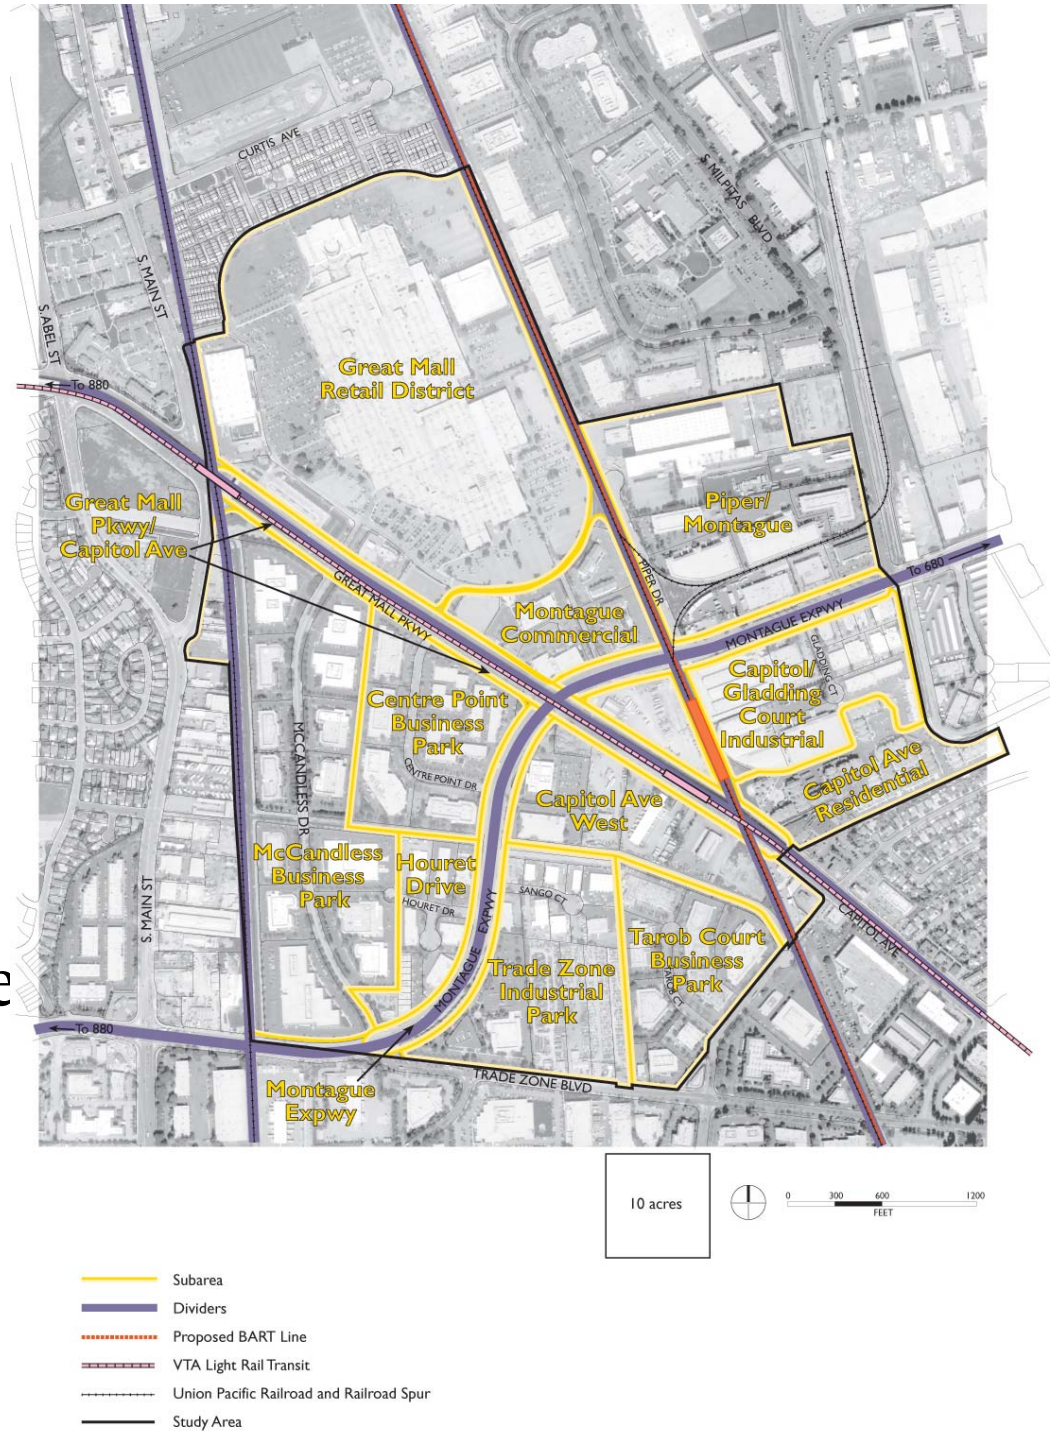 CURTIS AVE
S. MILPITAS BLVD
S. MAIN ST
S. ABEL ST
To 880
Great Mall
Retail District
Great Mall
Pkwy/
Capitol Ave
Piper/
Montague
To 680
PIPER DR
GREAT MALL PKWY
Montague
Commercial
MONTAGUE EXPWY
GLADDING CT
Capitol/
Gladding
Court
Industrial
Centre Point
Business
Park
CENTRE POINT DR
MCCANDLESS DR
Capitol Ave
Residential
Capitol Ave
West
McCandless
Business
Park
Houret
Drive
HOURET DR
SANGO CT
S. MAIN ST
CAPITOL AVE
MONTAGUE EXPWY
Tarob Court
Business
Park
TAROB CT
Trade Zone
Industrial
Park
e
To 880
TRADE ZONE BLVD
Montague
Expwy
10 acres
0 300 600 1200
FEET
Subarea
Dividers
Proposed BART Line
VTA Light Rail Transit
Union Pacific Railroad and Railroad Spur
Study Area